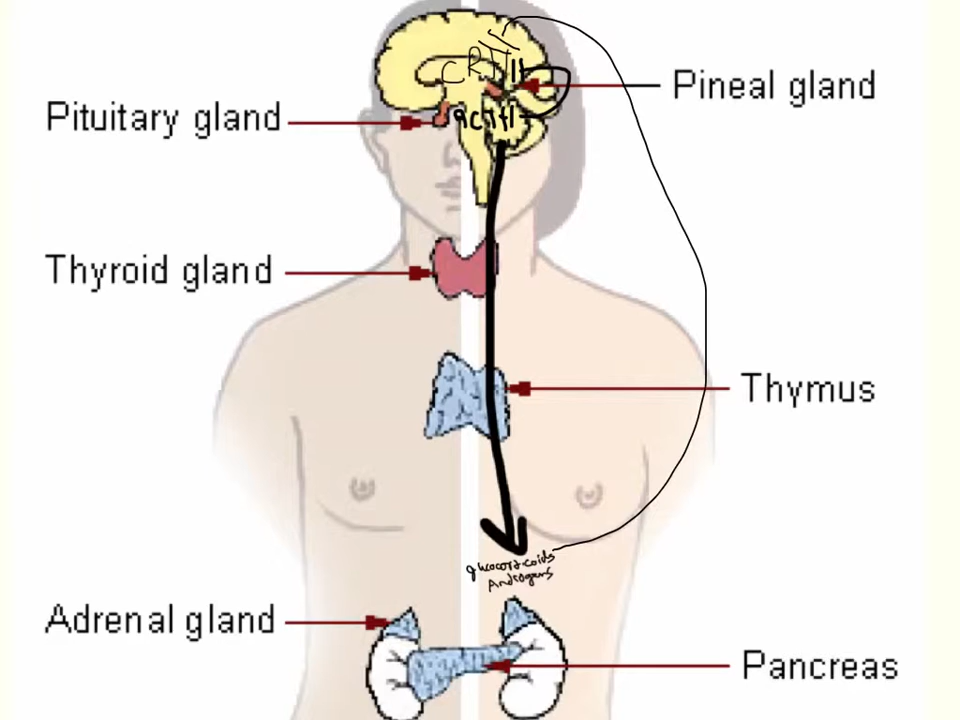 CRH
Pineal gland
Pituitary gland
ACTH
Thyroid gland
Thymus
glucocorticoids
Androgens
Adrenal gland
Pancreas